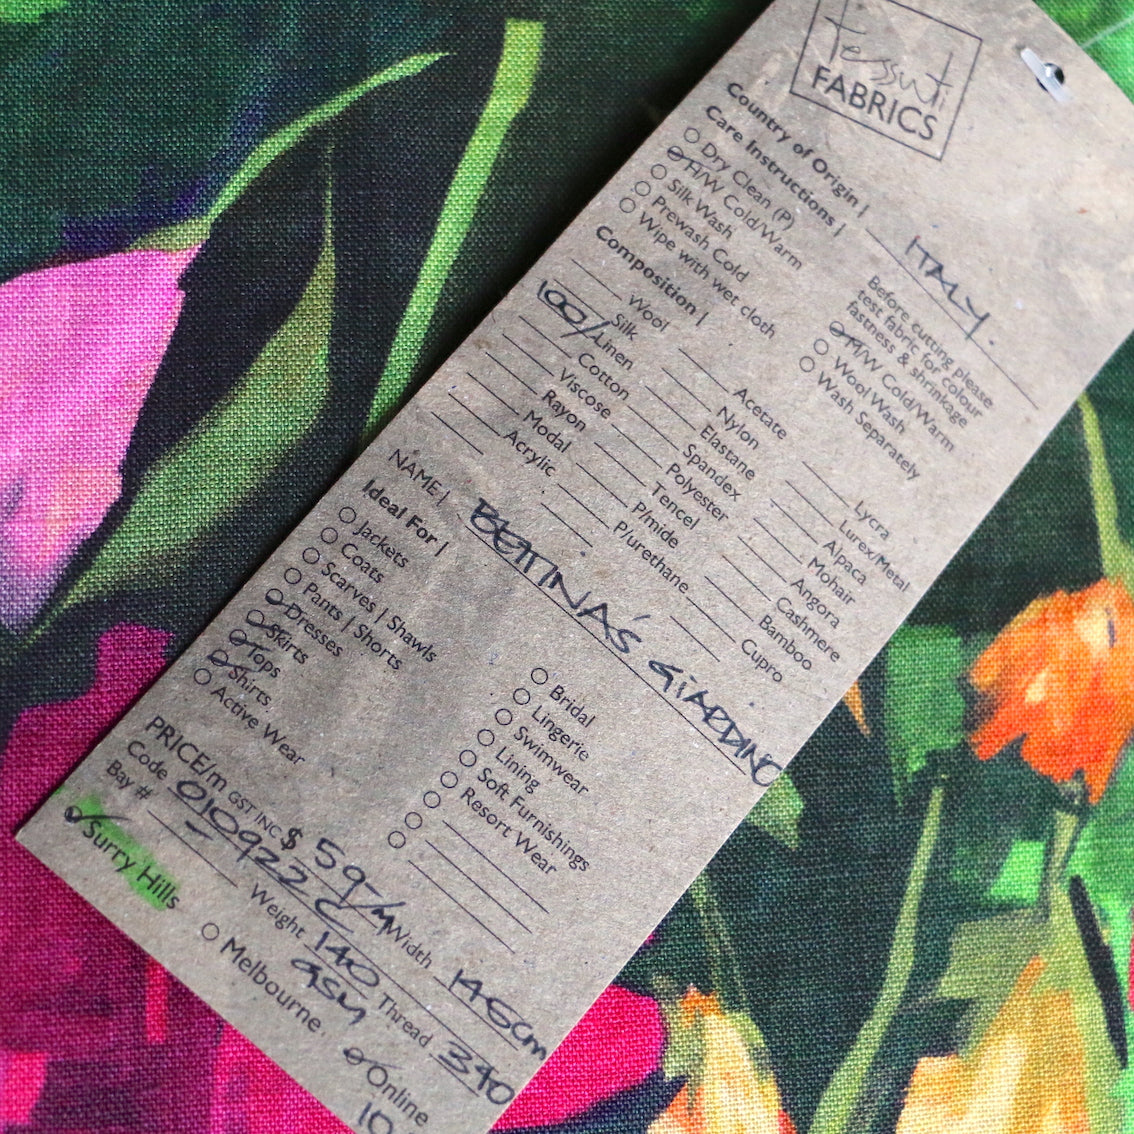 Tessuti
FABRICS
Country of Origin | ITALY.
Care Instructions |
Dry Clean (P)
H/W Cold/Warm
Silk Wash
Prewash Cold
Wipe with wet cloth
Before cutting please
test fabric for colour
fastness & shrinkage
H/W Cold/Warm
Wool Wash
Wash Separately
Composition |
Wool
Silk
100/ Linen
Cotton
Viscose
Rayon
Modal
Acrylic
Acetate
Nylon
Elastane
Spandex
Polyester
Tencel
P/mide
P/urethane
Lycra
Lurex/Metal
Alpaca
Mohair
Angora
Cashmere
Bamboo
Cupro
NAME | BETTINA'S GIARDINO
Ideal For |
Jackets
Coats
Scarves | Shawls
Pants | Shorts
Dresses
Skirts
Tops
Shirts
Active Wear
Bridal
Lingerie
Swimwear
Lining
Soft Furnishings
Resort Wear
PRICE/m GST INC $ 59-/M Width 145cm
Code 010922 C
Bay # - Weight 140 GSM Thread 340
Surry Hills
Melbourne
Online
10